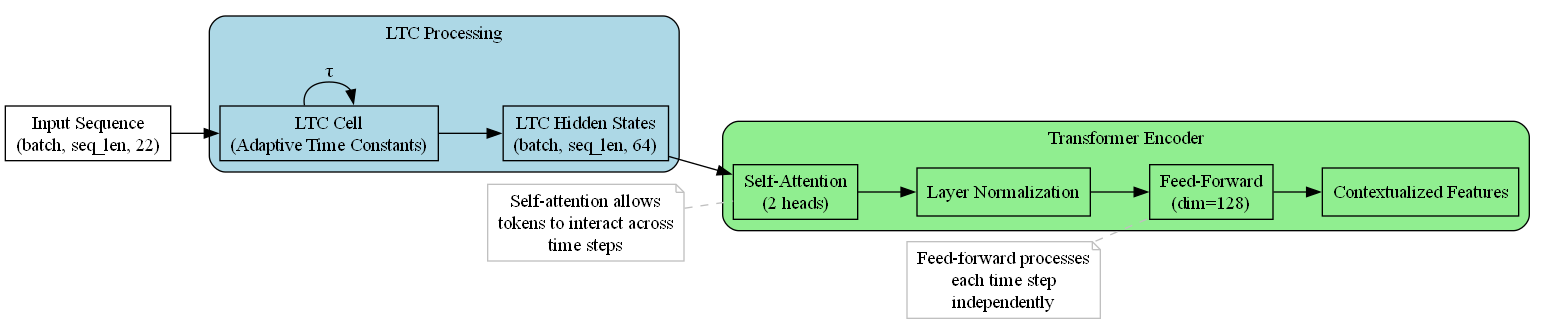 LTC Processing
τ
Input Sequence
(batch, seq_len, 22)
LTC Cell
(Adaptive Time Constants)
LTC Hidden States
(batch, seq_len, 64)
Transformer Encoder
Self-Attention
(2 heads)
Layer Normalization
Feed-Forward
(dim=128)
Contextualized Features
Self-attention allows
tokens to interact across
time steps
Feed-forward processes
each time step
independently